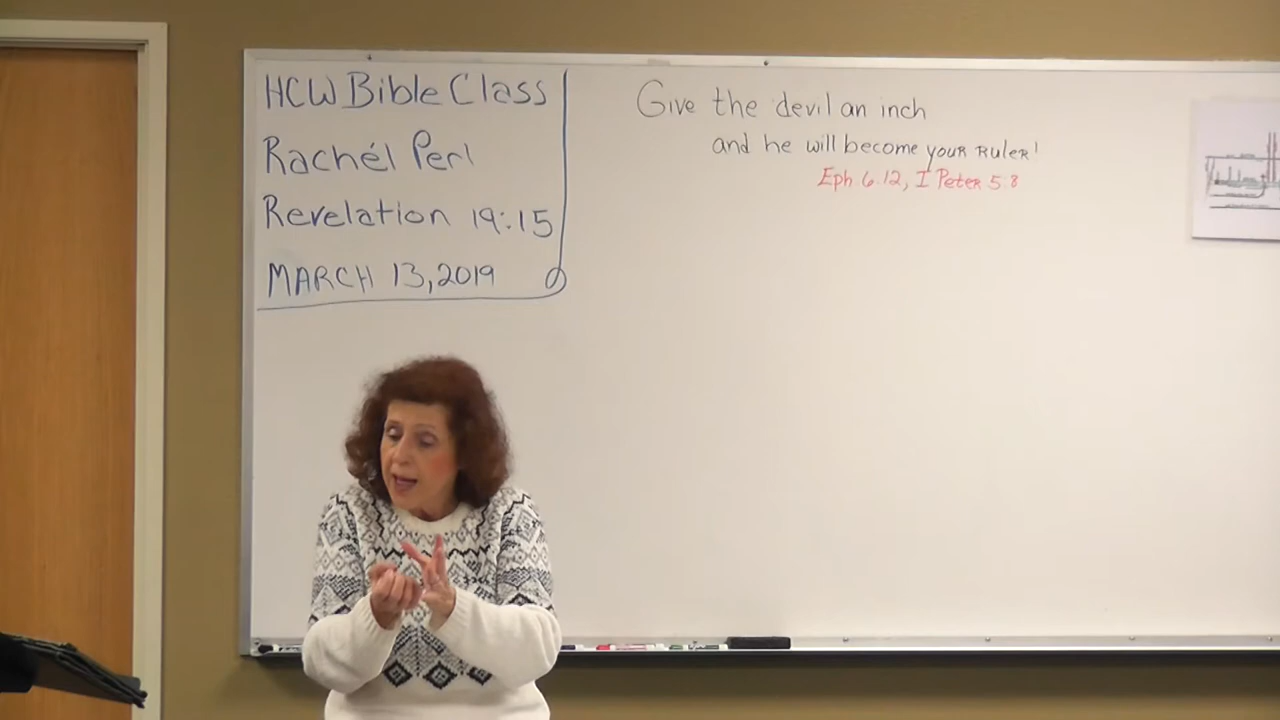 HCW Bible Class
Rachél Perl
Revelation 19:15
MARCH 13, 2019
Give the devil an inch
and he will become your RULER!
Eph 6:12, I Peter 5:8